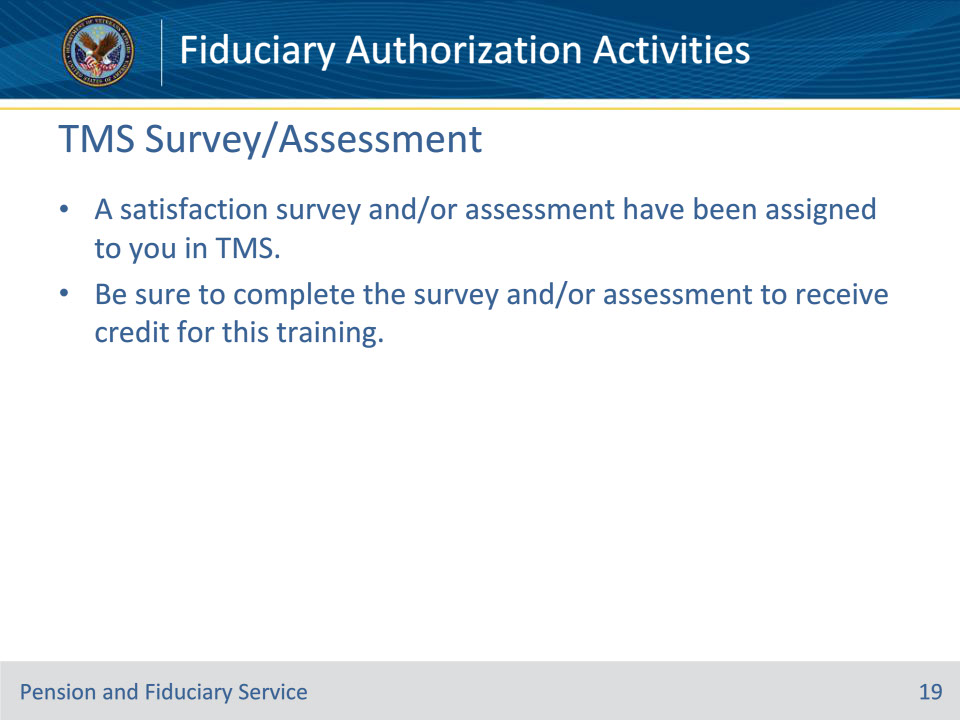 Fiduciary Authorization Activities
TMS Survey/Assessment
• A satisfaction survey and/or assessment have been assigned
to you in TMS.
• Be sure to complete the survey and/or assessment to receive
credit for this training.
Pension and Fiduciary Service
19